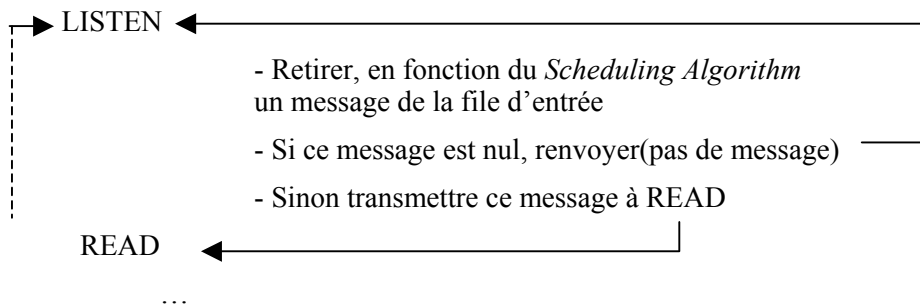 LISTEN
- Retirer, en fonction du Scheduling Algorithm
un message de la file d’entrée
- Si ce message est nul, renvoyer(pas de message)
- Sinon transmettre ce message à READ
READ
…